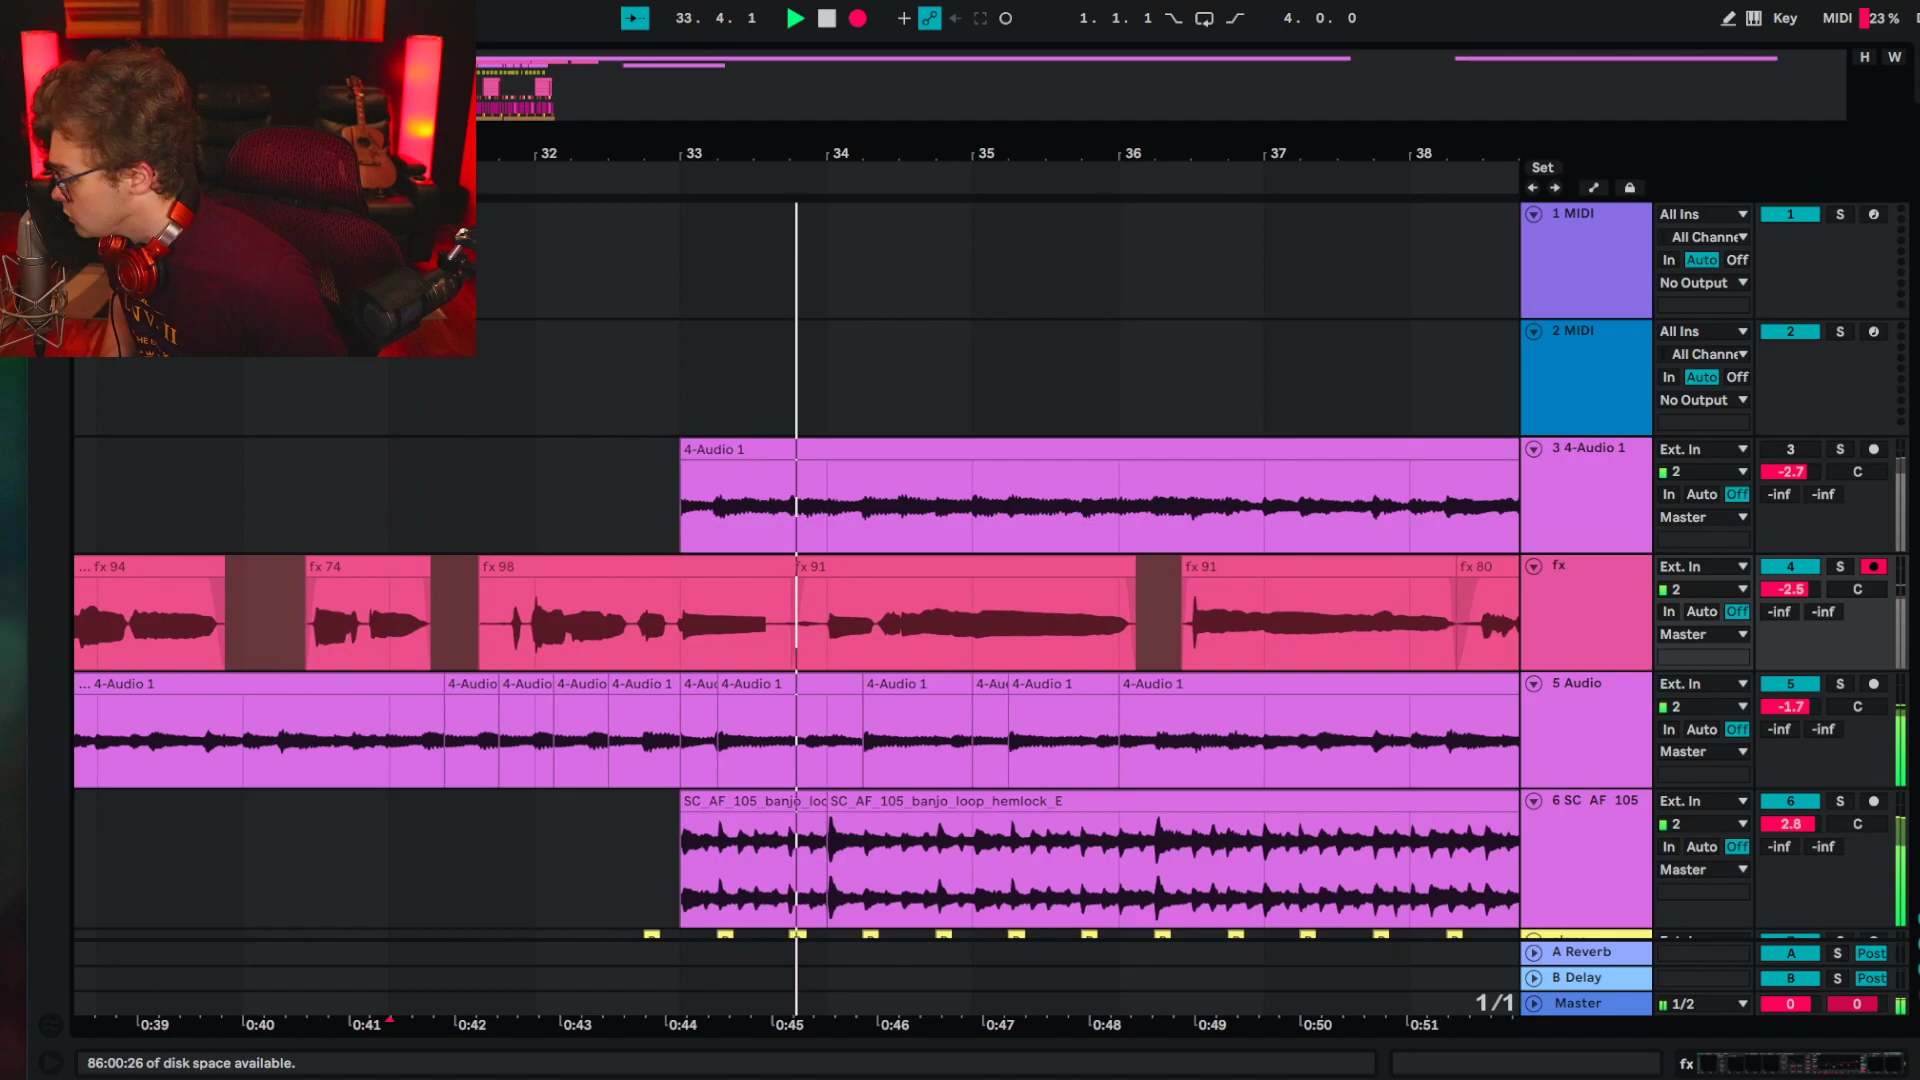 33. 4. 1
1. 1. 1
4. 0. 0
Key
MIDI
23 %
H
W
32
33
34
35
36
37
38
Set
1 MIDI
All Ins
1
S
All Channe
In Auto Off
No Output
2 MIDI
All Ins
2
S
All Channe
In Auto Off
No Output
4-Audio 1
3 4-Audio 1
Ext. In
3
S
2
-2.7
C
In Auto Off
-inf -inf
Master
... fx 94
fx 74
fx 98
fx 91
fx 91
fx 80
fx
Ext. In
4
S
2
-2.5
C
In Auto Off
-inf -inf
Master
... 4-Audio 1
4-Audio
4-Audio
4-Audio
4-Audio 1
4-Au
4-Audio 1
4-Audio 1
4-Au
4-Audio 1
4-Audio 1
5 Audio
Ext. In
5
S
2
-1.7
C
In Auto Off
-inf -inf
Master
SC_AF_105_banjo_loc
SC_AF_105_banjo_loop_hemlock_E
6 SC AF 105
Ext. In
6
S
2
2.8
C
In Auto Off
-inf -inf
Master
A Reverb
A
S
Post
B Delay
B
S
Post
1/1
Master
1/2
0
0
0:39
0:40
0:41
0:42
0:43
0:44
0:45
0:46
0:47
0:48
0:49
0:50
0:51
86:00:26 of disk space available.
fx